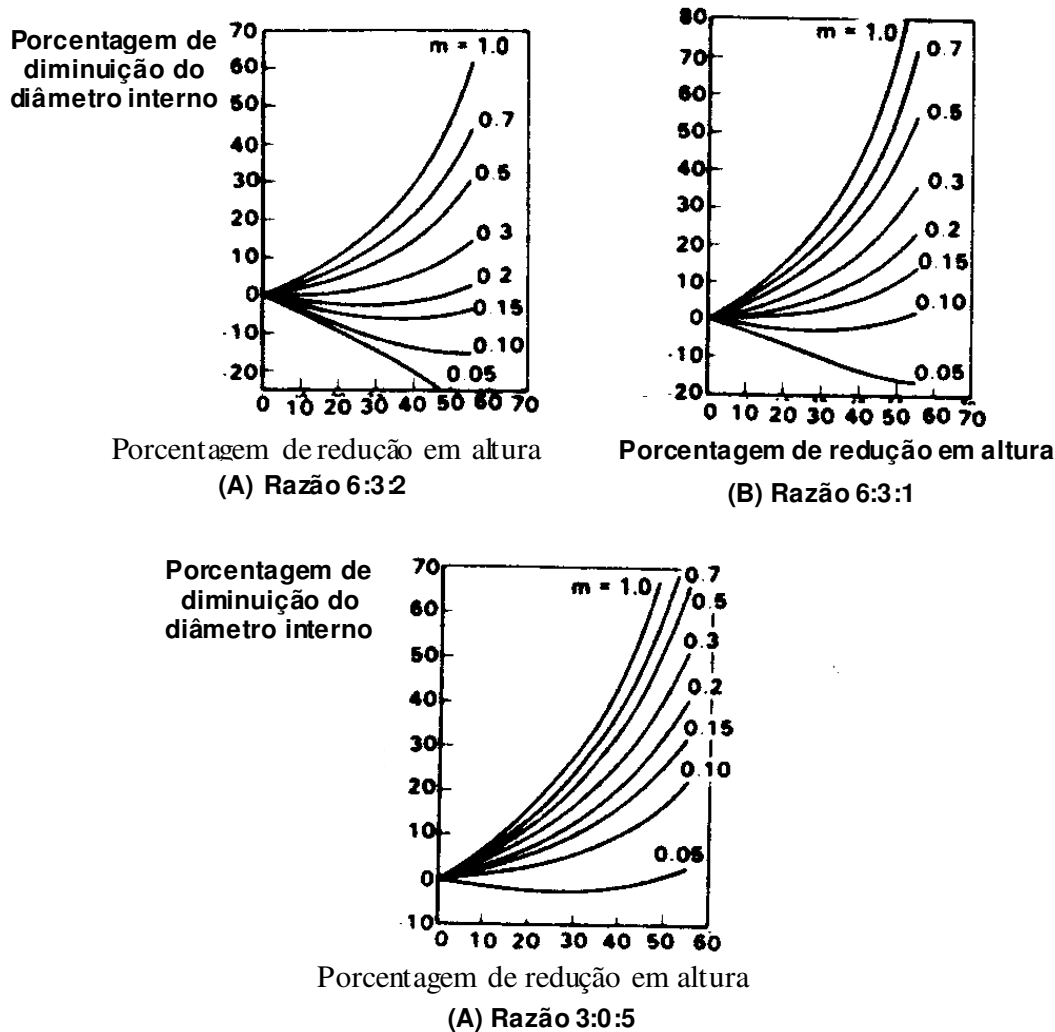 Porcentagem de
diminuição do
diâmetro interno
70
60
50
40
30
20
10
0
-10
-20
m = 1.0
0.7
0.5
0.3
0.2
0.15
0.10
0.05
0 10 20 30 40 50 60 70
Porcentagem de redução em altura
(A) Razão 6:3:2
80
70
60
50
40
30
20
10
0
-10
-20
m = 1.0
0.7
0.5
0.3
0.2
0.15
0.10
0.05
0 10 20 30 40 50 60 70
Porcentagem de redução em altura
(B) Razão 6:3:1
Porcentagem de
diminuição do
diâmetro interno
70
60
50
40
30
20
10
0
-10
m = 1.0
0.7
0.5
0.3
0.2
0.15
0.10
0.05
0 10 20 30 40 50 60
Porcentagem de redução em altura
(A) Razão 3:0:5